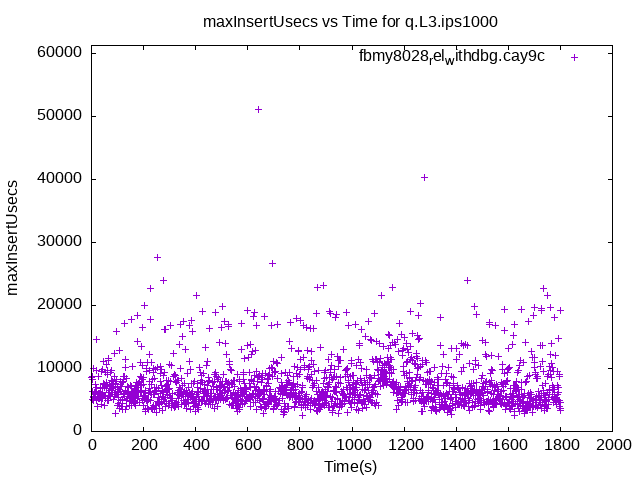 maxInsertUsecs vs Time for q.L3.ips1000
fbmy8028relwithdbg.cay9c
maxInsertUsecs
60000
50000
40000
30000
20000
10000
0
0 200 400 600 800 1000 1200 1400 1600 1800 2000
Time(s)